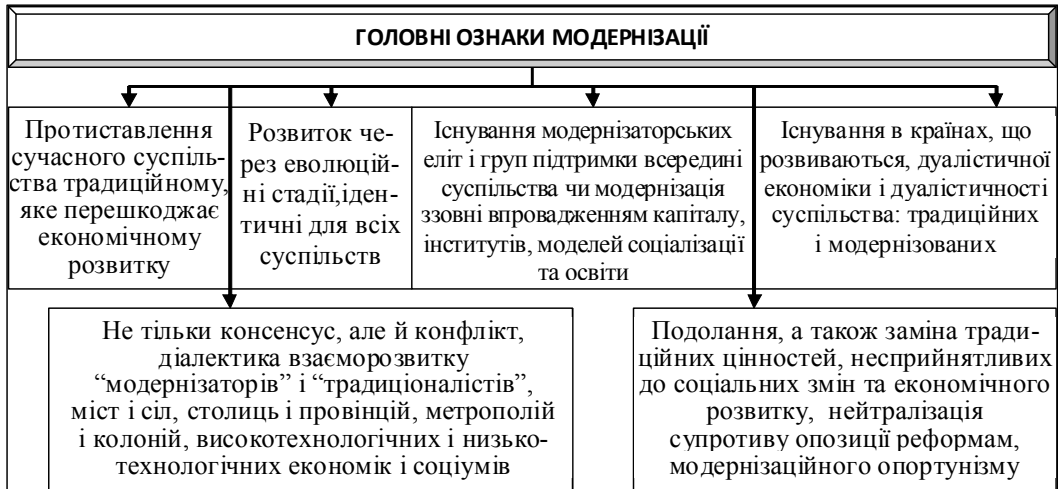 ГОЛОВНІ ОЗНАКИ МОДЕРНІЗАЦІЇ
Протиставлення
сучасного суспіль-
ства традиційному,
яке перешкоджає
економічному
розвитку
Розвиток че-
рез еволюцій-
ні стадії,іден-
тичні для всіх
суспільств
Існування модернізаторських
еліт і груп підтримки всередині
суспільства чи модернізація
ззовні впровадженням капіталу,
інститутів, моделей соціалізації
та освіти
Існування в країнах, що
розвиваються, дуалістичної
економіки і дуалістичності
суспільства: традиційних
і модернізованих
Не тільки консенсус, але й конфлікт,
діалектика взаєморозвитку
“модернізаторів” і “традиціоналістів”,
міст і сіл, столиць і провінцій, метрополій
і колоній, високотехнологічних і низько-
технологічних економік і соціумів
Подолання, а також заміна тради-
ційних цінностей, несприйнятливих
до соціальних змін та економічного
розвитку, нейтралізація
супротиву опозиції реформам,
модернізаційного опортунізму